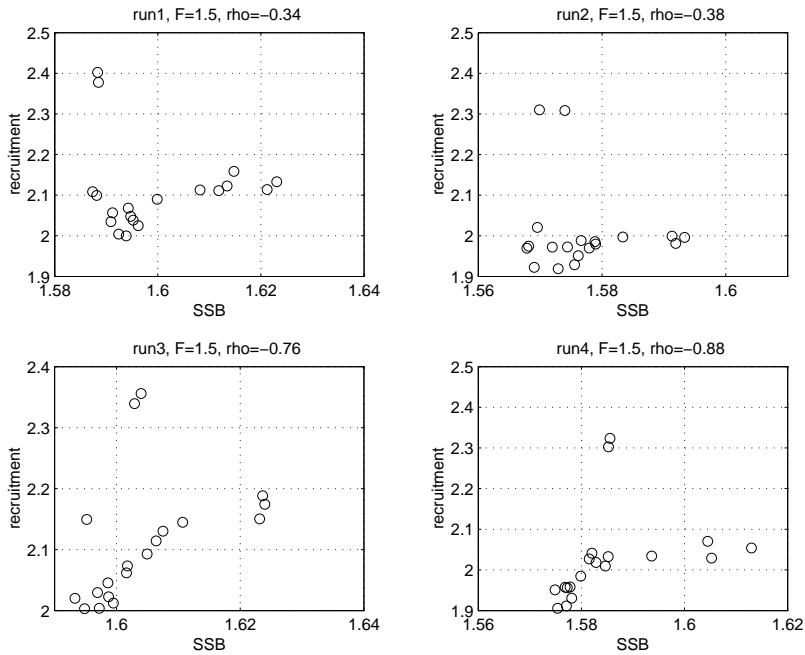 run1, F=1.5, rho=−0.34
2.5
2.4
2.3
2.2
2.1
2
1.9
recruitment
1.58 1.6 1.62 1.64
SSB
run2, F=1.5, rho=−0.38
2.5
2.4
2.3
2.2
2.1
2
1.9
recruitment
1.56 1.58 1.6
SSB
run3, F=1.5, rho=−0.76
2.4
2.3
2.2
2.1
2
recruitment
1.6 1.62 1.64
SSB
run4, F=1.5, rho=−0.88
2.5
2.4
2.3
2.2
2.1
2
1.9
recruitment
1.56 1.58 1.6 1.62
SSB